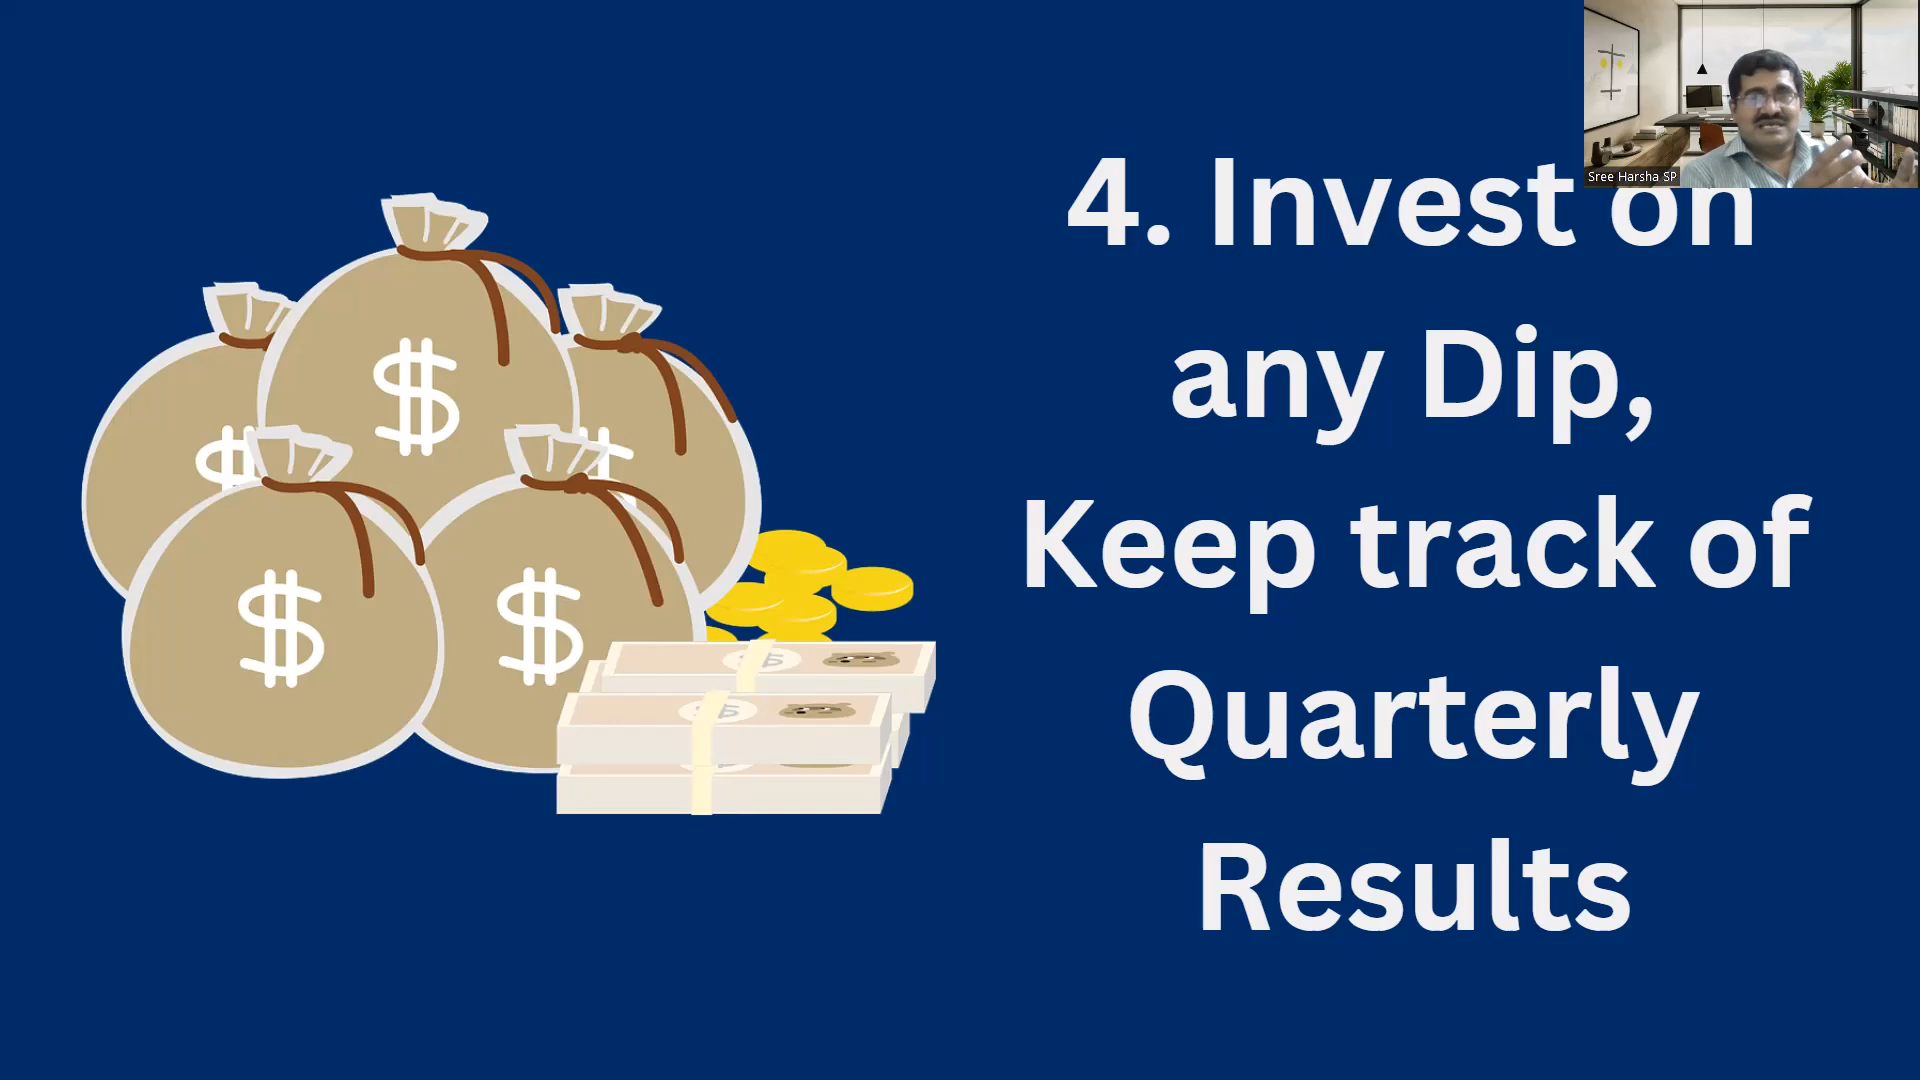 Sree Harsha SP
4. Invest on
any Dip,
Keep track of
Quarterly
Results
$
$
$
$
$